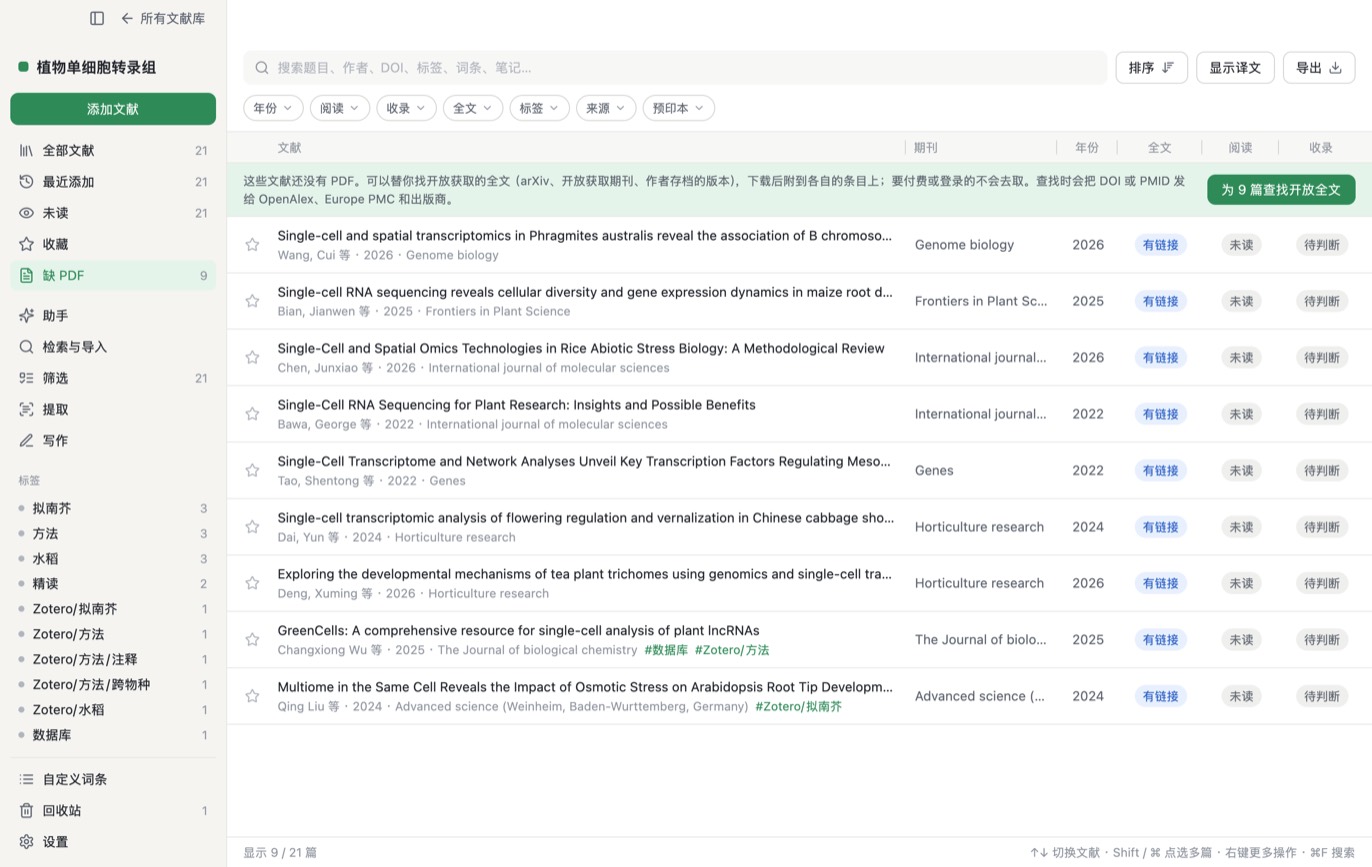 所有文献库
植物单细胞转录组
添加文献
全部文献 21
最近添加 21
未读 21
收藏
缺 PDF 9
助手
检索与导入
筛选 21
提取
写作
标签
拟南芥 3
方法 3
水稻 3
精读 2
Zotero/拟南芥 1
Zotero/方法 1
Zotero/方法/注释 1
Zotero/方法/跨物种 1
Zotero/水稻 1
数据库 1
自定义词条
回收站 1
设置
搜索题目、作者、DOI、标签、词条、笔记...
排序
显示译文
导出
年份 阅读 收录 全文 标签 来源 预印本
文献 期刊 年份 全文 阅读 收录
这些文献还没有 PDF。可以替你找开放获取的全文（arXiv、开放获取期刊、作者存档的版本），下载后附到各自的条目上；要付费或登录的不会去取。查找时会把 DOI 或 PMID 发
给 OpenAlex、Europe PMC 和出版商。
为 9 篇查找开放全文
Single-cell and spatial transcriptomics in Phragmites australis reveal the association of B chromoso...
Wang, Cui 等 · 2026 · Genome biology
Genome biology 2026 有链接 未读 待判断
Single-cell RNA sequencing reveals cellular diversity and gene expression dynamics in maize root d...
Bian, Jianwen 等 · 2025 · Frontiers in Plant Science
Frontiers in Plant Sc... 2025 有链接 未读 待判断
Single-Cell and Spatial Omics Technologies in Rice Abiotic Stress Biology: A Methodological Review
Chen, Junxiao 等 · 2026 · International journal of molecular sciences
International journal... 2026 有链接 未读 待判断
Single-Cell RNA Sequencing for Plant Research: Insights and Possible Benefits
Bawa, George 等 · 2022 · International journal of molecular sciences
International journal... 2022 有链接 未读 待判断
Single-Cell Transcriptome and Network Analyses Unveil Key Transcription Factors Regulating Meso...
Tao, Shentong 等 · 2022 · Genes
Genes 2022 有链接 未读 待判断
Single-cell transcriptomic analysis of flowering regulation and vernalization in Chinese cabbage sho...
Dai, Yun 等 · 2024 · Horticulture research
Horticulture research 2024 有链接 未读 待判断
Exploring the developmental mechanisms of tea plant trichomes using genomics and single-cell tra...
Deng, Xuming 等 · 2026 · Horticulture research
Horticulture research 2026 有链接 未读 待判断
GreenCells: A comprehensive resource for single-cell analysis of plant lncRNAs
Changxiong Wu 等 · 2025 · The Journal of biological chemistry #数据库 #Zotero/方法
The Journal of biolo... 2025 有链接 未读 待判断
Multiome in the Same Cell Reveals the Impact of Osmotic Stress on Arabidopsis Root Tip Developm...
Qing Liu 等 · 2024 · Advanced science (Weinheim, Baden-Wurttemberg, Germany) #Zotero/拟南芥
Advanced science (... 2024 有链接 未读 待判断
显示 9 / 21 篇
↑↓ 切换文献 · Shift / ⌘ 点选多篇 · 右键更多操作 · ⌘F 搜索